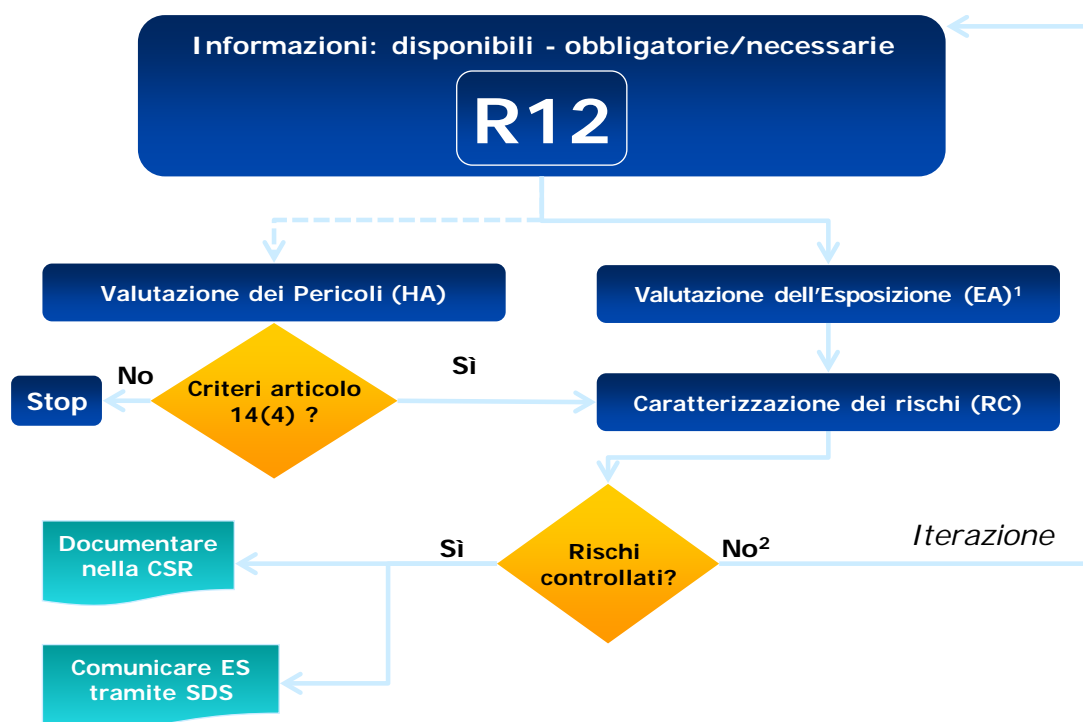 Informazioni: disponibili - obbligatorie/necessarie
R12
Valutazione dei Pericoli (HA)
Valutazione dell'Esposizione (EA)¹
No
Criteri articolo
14(4) ?
Sì
Stop
Caratterizzazione dei rischi (RC)
Documentare
nella CSR
Sì
Rischi
controllati?
No²
Iterazione
Comunicare ES
tramite SDS